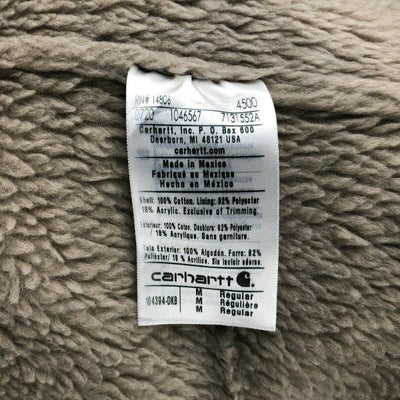 RN# 14806 4500
0720 1046567 7131552A
Carhartt, Inc. P. O. Box 600
Dearborn, MI 48121 USA
carhartt.com
Made in Mexico
Fabriqué au Mexique
Hecho en México
Shell: 100% Cotton. Lining: 82% Polyester
18% Acrylic. Exclusive of Trimming.
Exterieur: 100% Coton. Doublure: 82% Polyester
18 % Acrylique. Sans garniture.
Tela Exterior: 100% Algodón. Forro: 82%
Poliéster/ 18 % Acrílico. Sin incluir adornos.
carhartt
104394-DKB M Regular
M Régulière
M Regular